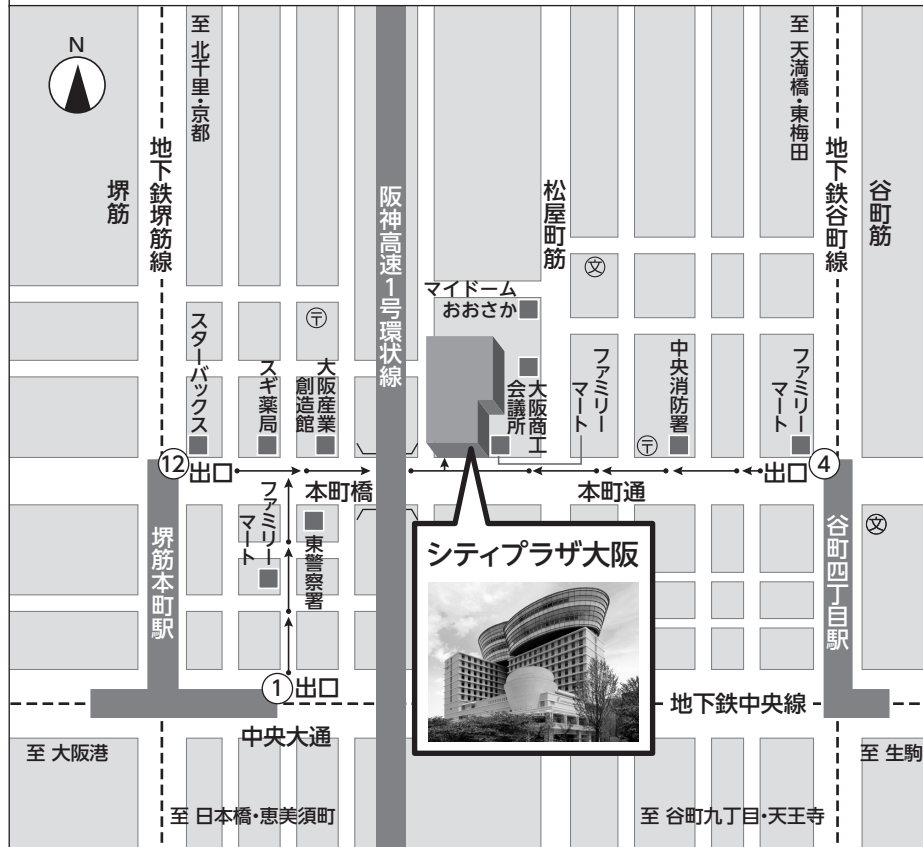 N
至 北千里・京都
至 天満橋・東梅田
堺筋
地下鉄堺筋線
阪神高速1号環状線
松屋町筋
地下鉄谷町線
谷町筋
文
マイドーム
おおさか
〒
スターバックス
スギ薬局
大阪産業
創造館
大阪商工
会議所
ファミリー
マート
中央消防署
〒
ファミリー
マート
12
出口
本町橋
本町通
出口
4
ファミリー
マート
東警察署
堺筋本町駅
シティプラザ大阪
谷町四丁目駅
文
1
出口
地下鉄中央線
中央大通
至 大阪港
至 生駒
至 日本橋・恵美須町
至 谷町九丁目・天王寺